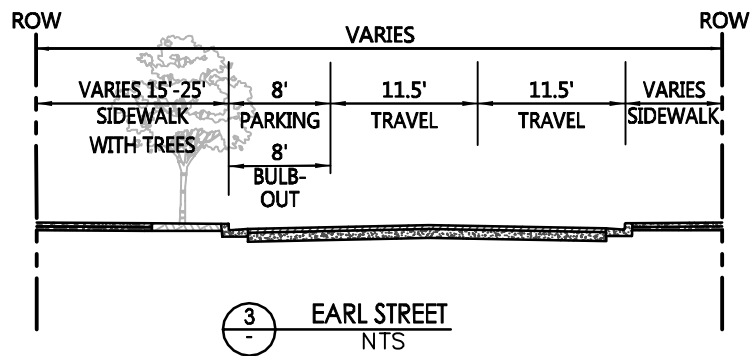 ROW
ROW
VARIES
VARIES 15'-25'
SIDEWALK
WITH TREES
8'
PARKING
8'
BULB-
OUT
11.5'
TRAVEL
11.5'
TRAVEL
VARIES
SIDEWALK
3
-
EARL STREET
NTS